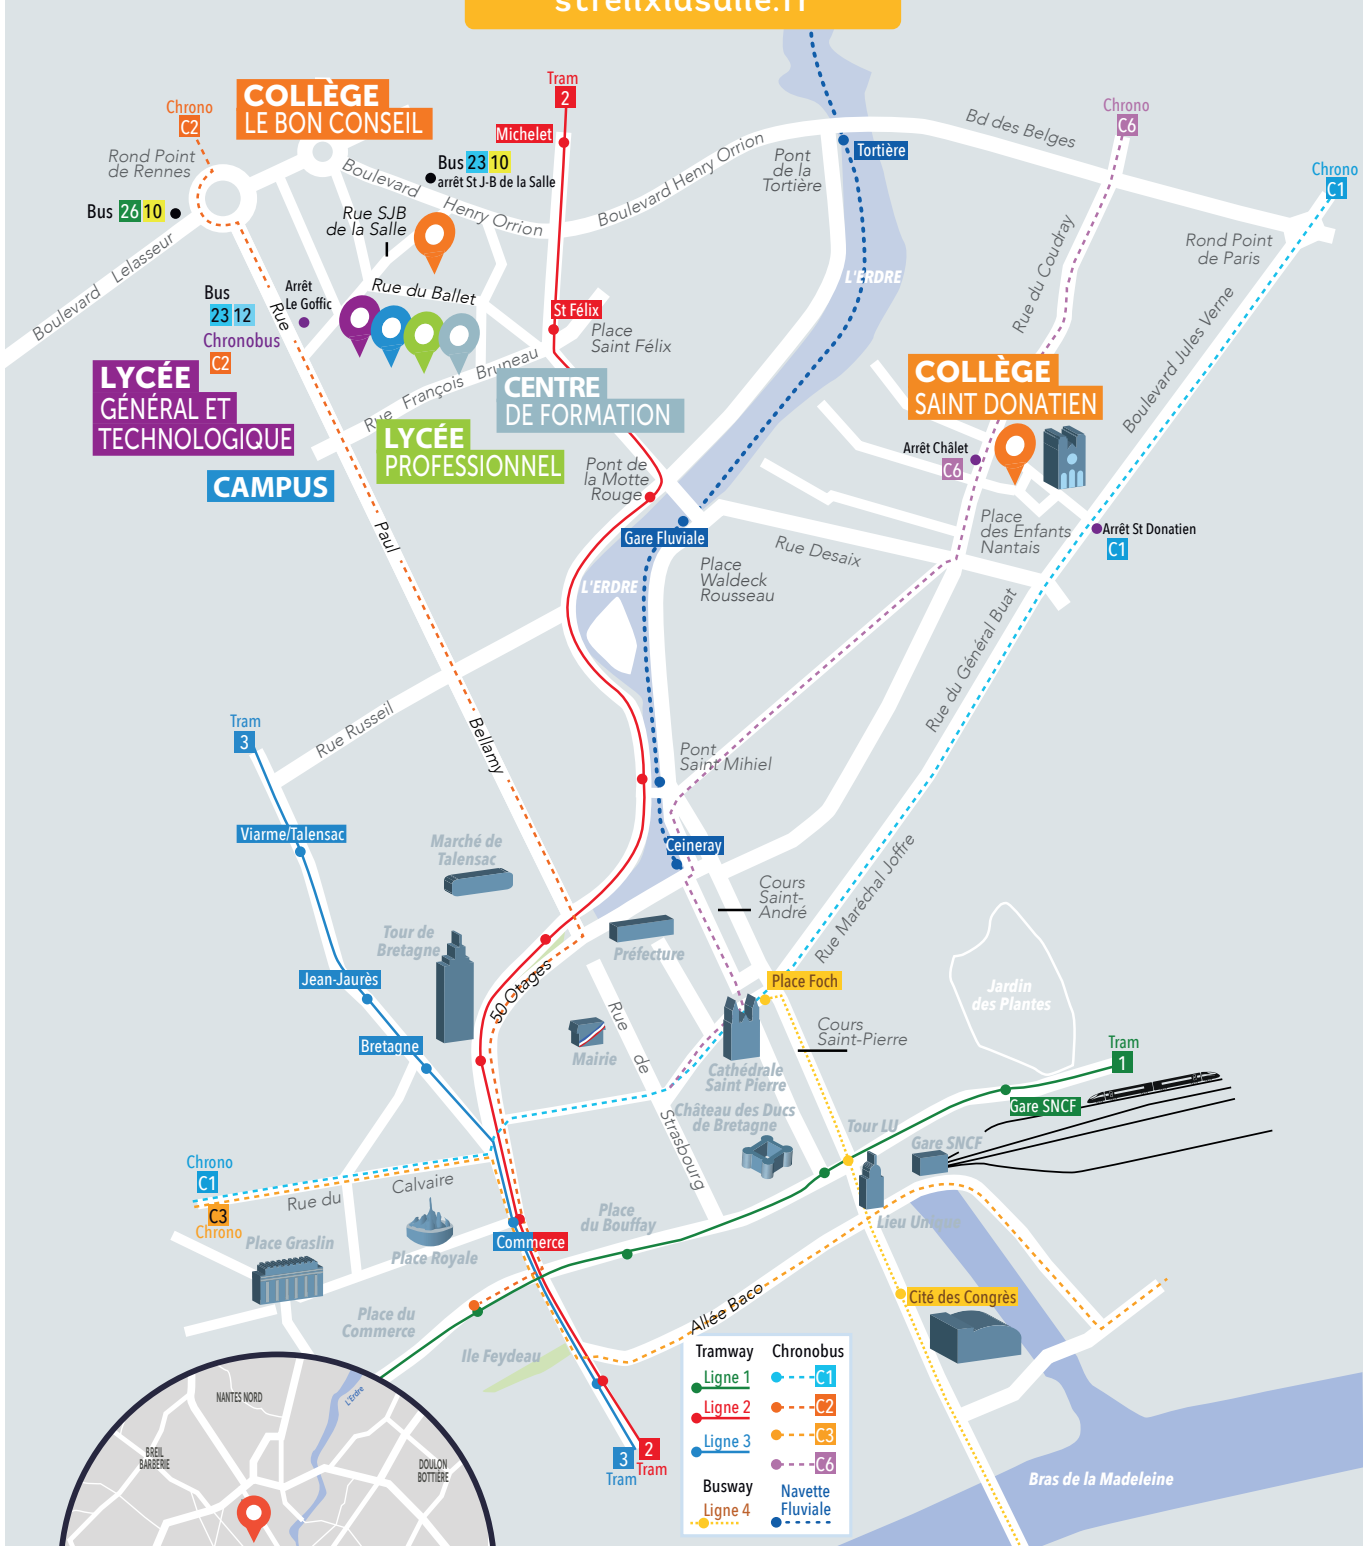 stfelixlasalle.fr
Tram
2
Chrono
C2
COLLÈGE
LE BON CONSEIL
Michelet
Chrono
C6
Bd des Belges
Boulevard Henry Orrion
Pont
de la
Tortière
Tortière
Rond Point
de Rennes
Bus 23 10
arrêt St J-B de la Salle
Boulevard
Henry Orrion
Chrono
C1
Bus 26 10
Rue SJB
de la Salle
Boulevard Lelasseur
Rue du Coudray
Rond Point
de Paris
L'ERDRE
Bus
23 12
Chronobus
C2
Arrêt
Le Goffic
Rue du Ballet
Rue
St Félix
Place
Saint Félix
Boulevard Jules Verne
LYCÉE
GÉNÉRAL ET
TECHNOLOGIQUE
Rue François Bruneau
CENTRE
DE FORMATION
COLLÈGE
SAINT DONATIEN
LYCÉE
PROFESSIONNEL
CAMPUS
Pont de
la Motte
Rouge
Arrêt Châlet
C6
Place
des Enfants
Nantais
Arrêt St Donatien
C1
Paul
Gare Fluviale
Rue Desaix
Place
Waldeck
Rousseau
L'ERDRE
Rue du Général Buat
Tram
3
Rue Russeil
Bellamy
Pont
Saint Mihiel
Viarme/Talensac
Marché de
Talensac
Ceineray
Cours
Saint-
André
Rue Maréchal Joffre
Tour de
Bretagne
Préfecture
Jean-Jaurès
50 Otages
Place Foch
Jardin
des Plantes
Bretagne
Rue
de
Strasbourg
Mairie
Cours
Saint-Pierre
Cathédrale
Saint Pierre
Tram
1
Gare SNCF
Château des Ducs
de Bretagne
Tour LU
Gare SNCF
Chrono
C1
C3
Chrono
Rue du
Calvaire
Place
du Bouffay
Lieu Unique
Place Graslin
Place Royale
Commerce
Place du
Commerce
Cité des Congrès
Allée Baco
Ile Feydeau
Tramway
Ligne 1
Ligne 2
Ligne 3
Busway
Ligne 4
Chronobus
C1
C2
C3
C6
Navette
Fluviale
3
Tram
2
Tram
Bras de la Madeleine
NANTES NORD
L'Erdre
BREIL
BARBERIE
DOULON
BOTTIÈRE